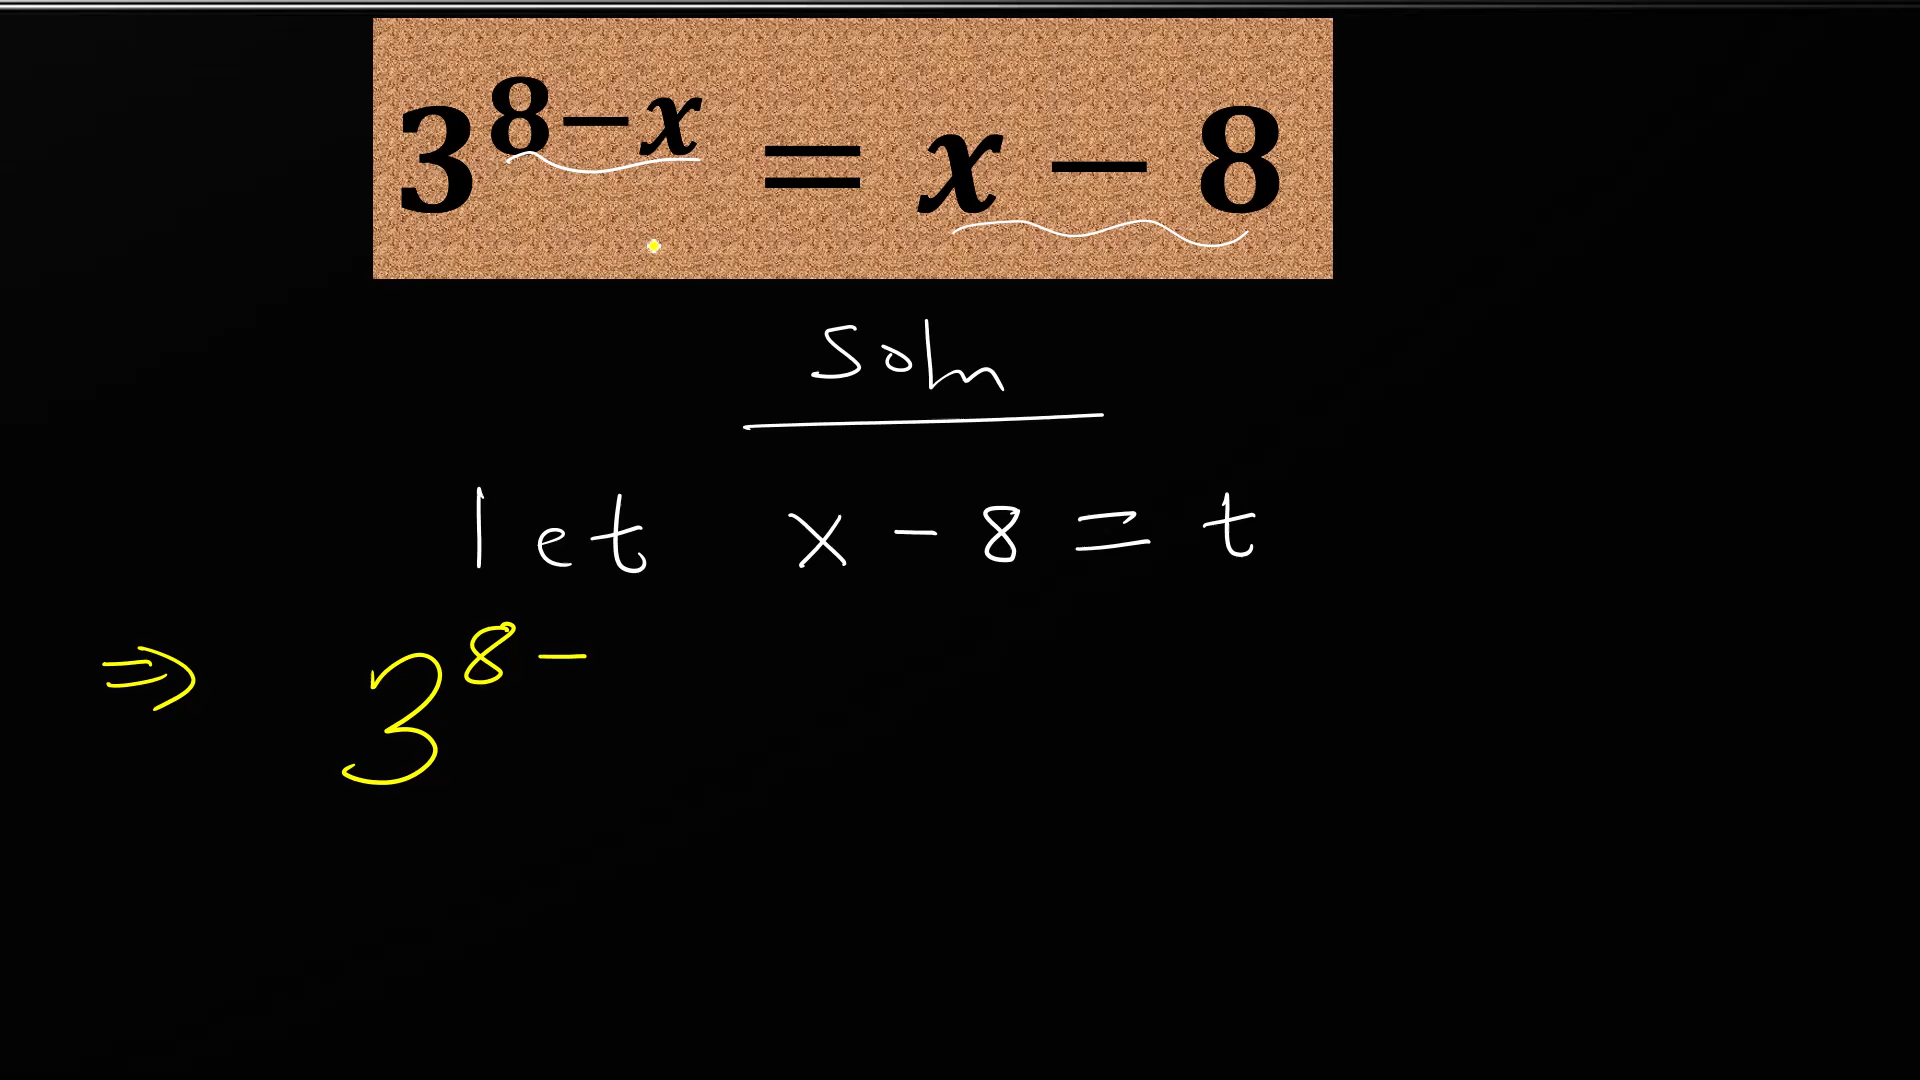 3^{8−x} = x − 8
Soln
let x - 8 = t
⇒ 3^{8 -}